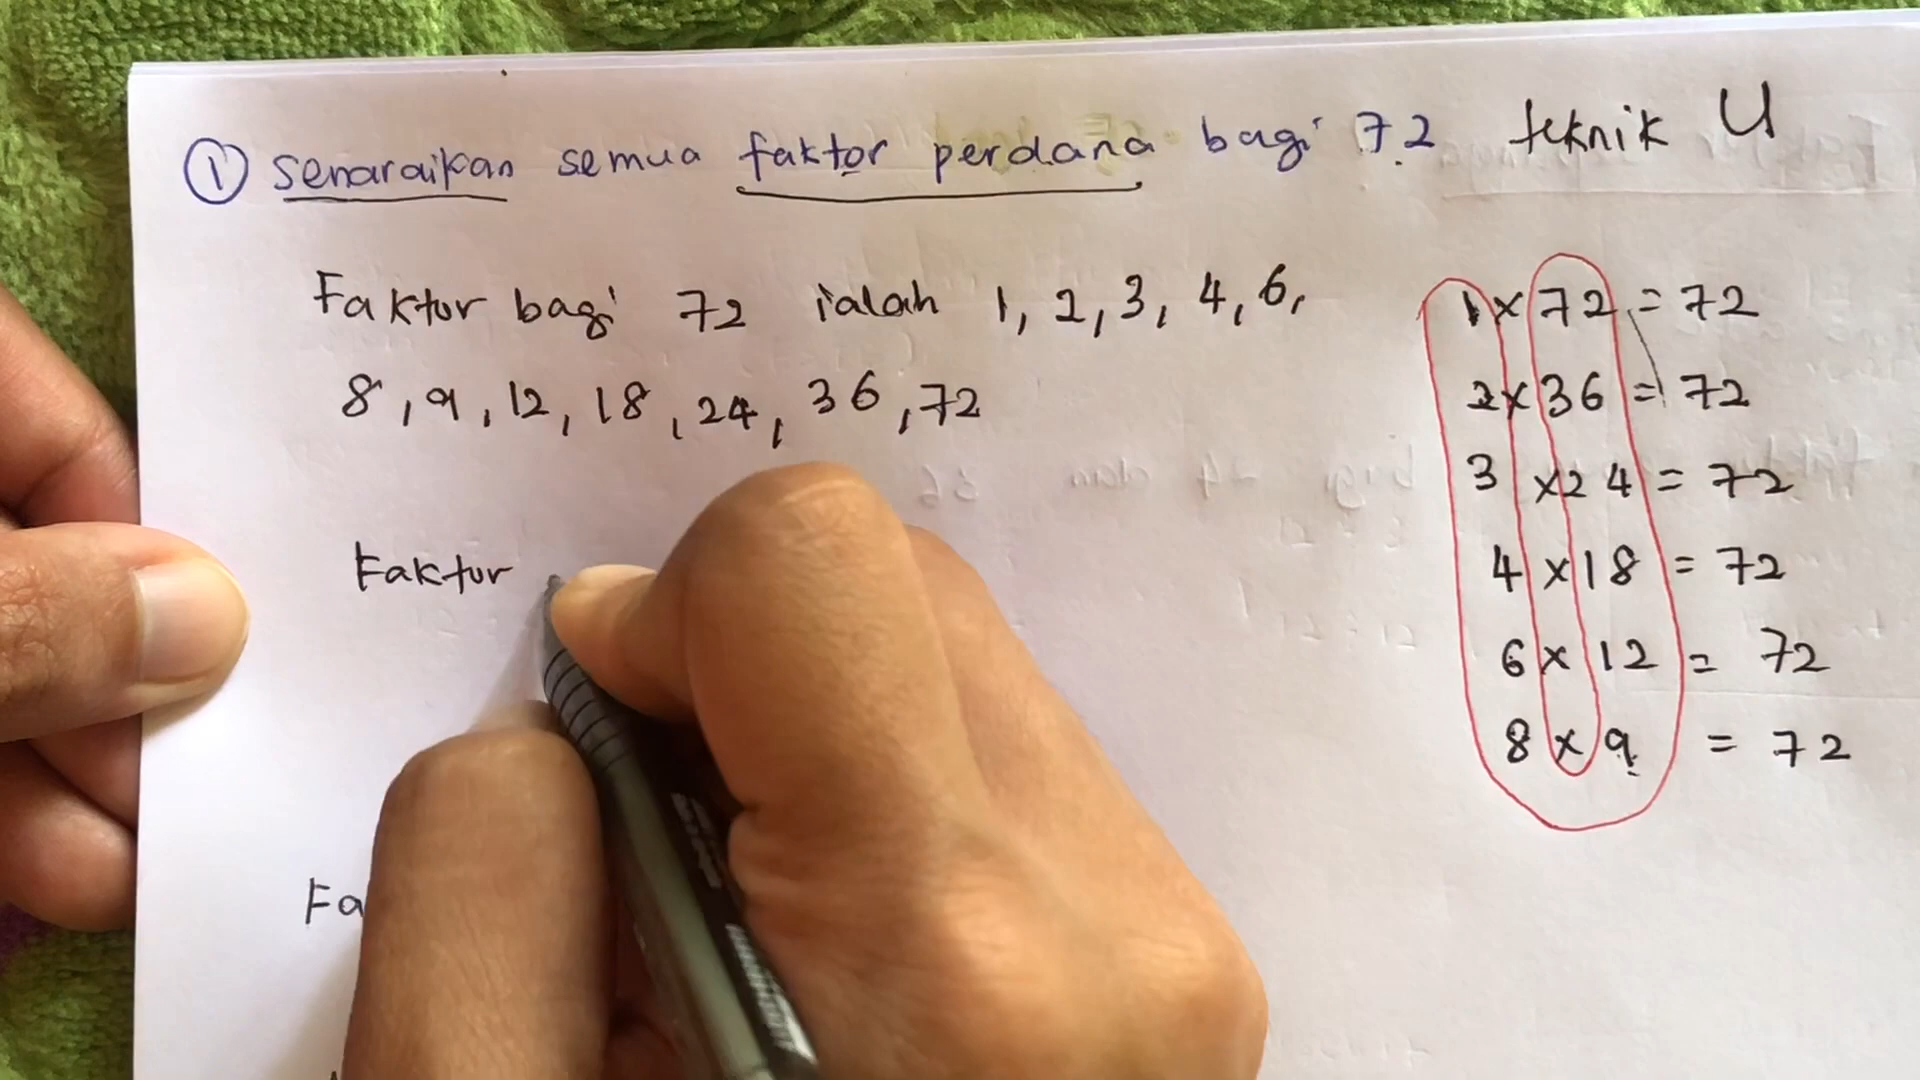 ① Senaraikan semua faktor perdana bagi 72 teknik U
Faktor bagi 72 ialah 1, 2, 3, 4, 6,
8, 9, 12, 18, 24, 36, 72
Faktor
Fa
1 x 72 = 72
2 x 36 = 72
3 x 24 = 72
4 x 18 = 72
6 x 12 = 72
8 x 9 = 72